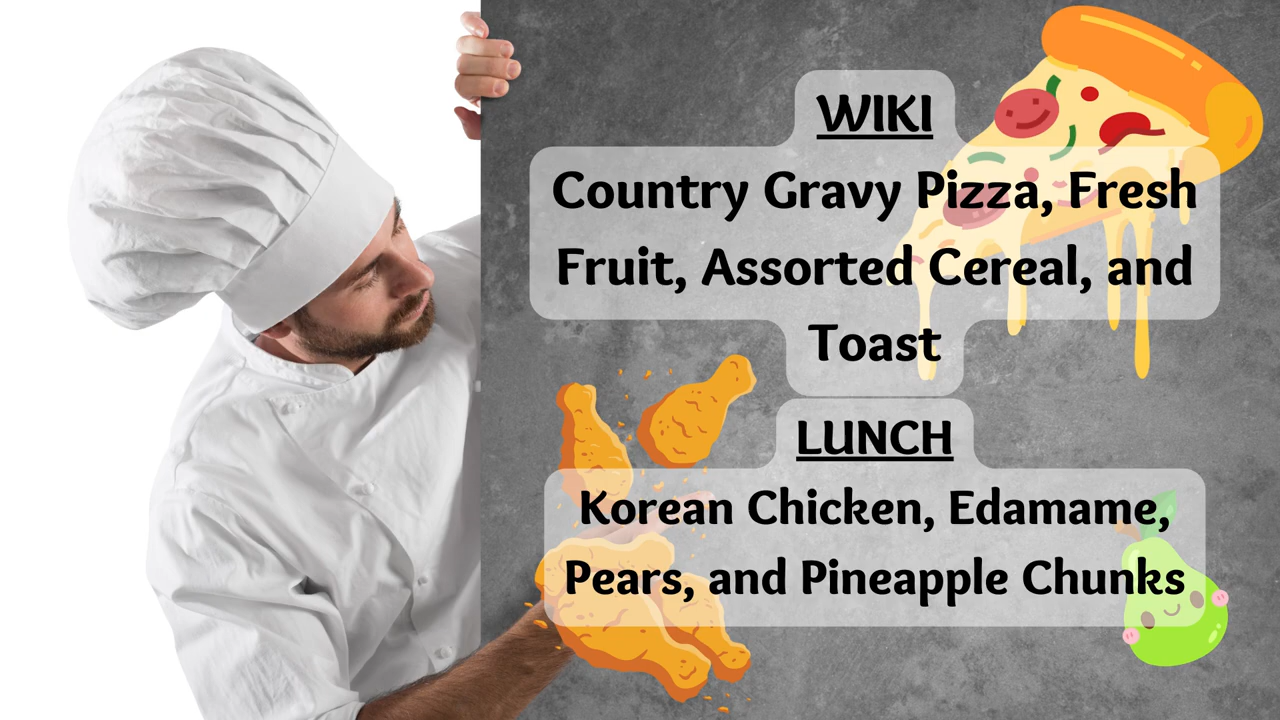 WIKI
Country Gravy Pizza, Fresh
Fruit, Assorted Cereal, and
Toast
LUNCH
Korean Chicken, Edamame,
Pears, and Pineapple Chunks